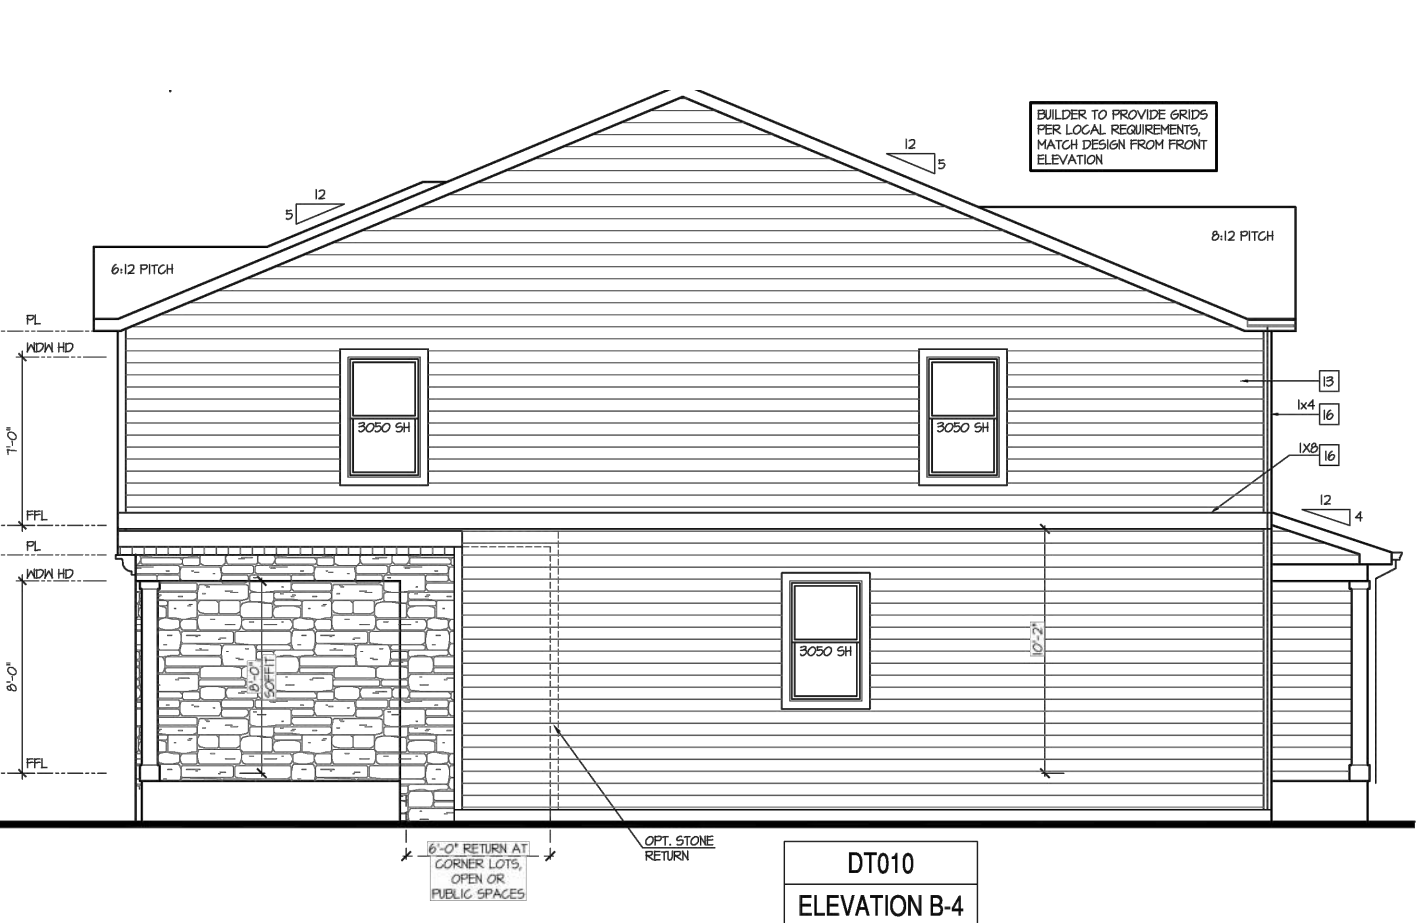 BUILDER TO PROVIDE GRIDS
PER LOCAL REQUIREMENTS,
MATCH DESIGN FROM FRONT
ELEVATION
12
5
12
5
8:12 PITCH
6:12 PITCH
PL
WDW HD
7'-0"
FFL
PL
WDW HD
8'-0"
FFL
3050 SH
3050 SH
13
1x4
16
1X8
16
12
4
8'-0"
SOFFIT
3050 SH
10'-2"
6'-0" RETURN AT
CORNER LOTS,
OPEN OR
PUBLIC SPACES
OPT. STONE
RETURN
DT010
ELEVATION B-4